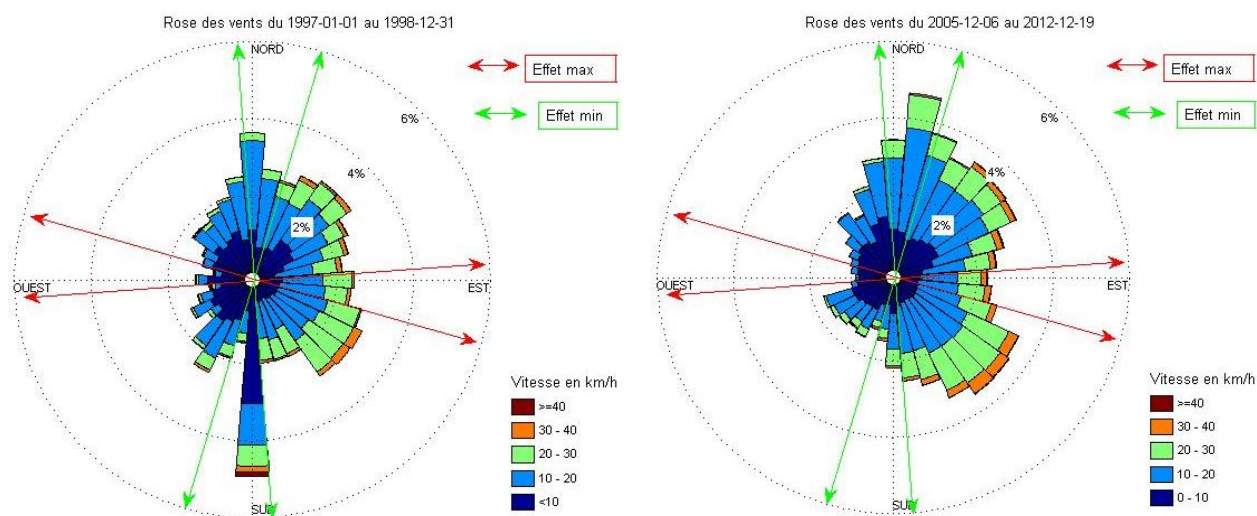 Rose des vents du 1997-01-01 au 1998-12-31
NORD
Effet max
Effet min
6%
4%
2%
OUEST
EST
SUD
Vitesse en km/h
>=40
30 - 40
20 - 30
10 - 20
<10
Rose des vents du 2005-12-06 au 2012-12-19
NORD
Effet max
Effet min
6%
4%
2%
OUEST
EST
SUD
Vitesse en km/h
>=40
30 - 40
20 - 30
10 - 20
0 - 10